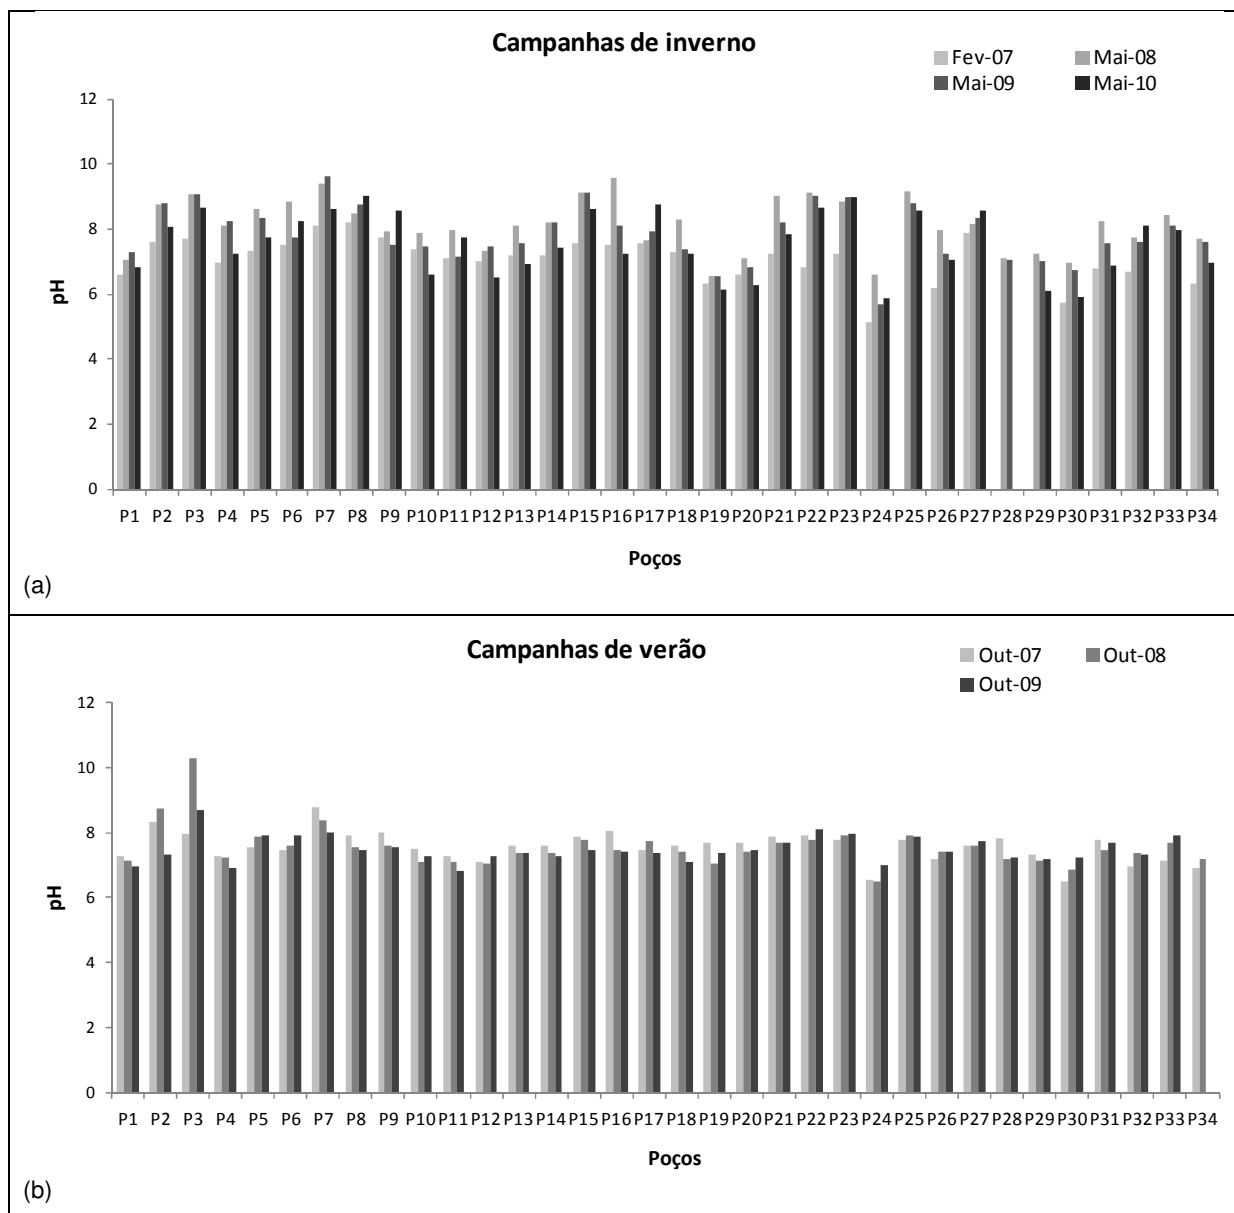 Campanhas de inverno
Fev-07 Mai-08
Mai-09 Mai-10
12
10
8
6
4
2
0
pH
P1 P2 P3 P4 P5 P6 P7 P8 P9 P10 P11 P12 P13 P14 P15 P16 P17 P18 P19 P20 P21 P22 P23 P24 P25 P26 P27 P28 P29 P30 P31 P32 P33 P34
Poços
(a)
Campanhas de verão
Out-07 Out-08
Out-09
12
10
8
6
4
2
0
pH
P1 P2 P3 P4 P5 P6 P7 P8 P9 P10 P11 P12 P13 P14 P15 P16 P17 P18 P19 P20 P21 P22 P23 P24 P25 P26 P27 P28 P29 P30 P31 P32 P33 P34
Poços
(b)